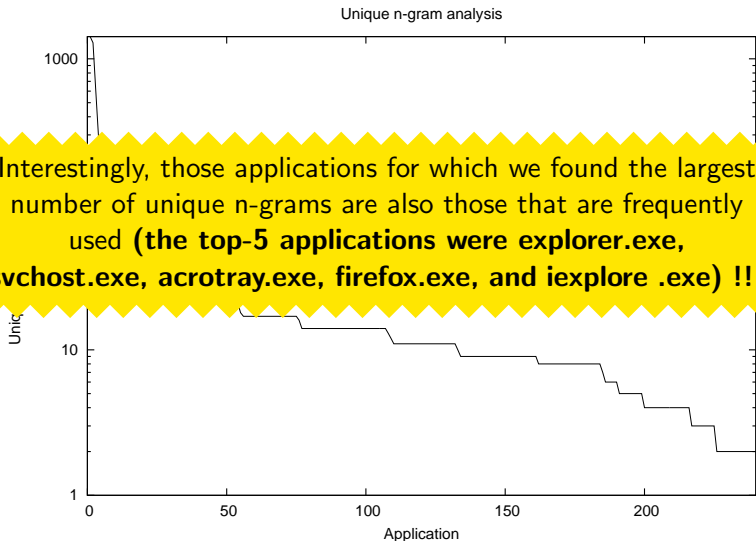 Unique n-gram analysis
1000
Interestingly, those applications for which we found the largest
number of unique n-grams are also those that are frequently
used (the top-5 applications were explorer.exe,
svchost.exe, acrotray.exe, firefox.exe, and iexplore .exe) !!
10
1
0 50 100 150 200
Application